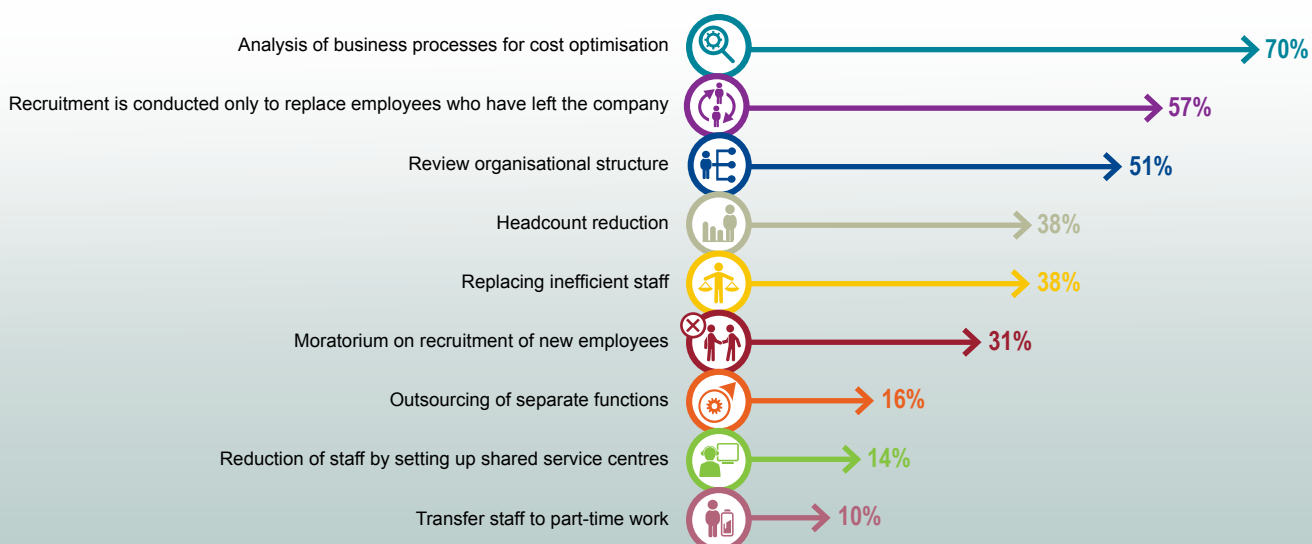 Analysis of business processes for cost optimisation 70%
Recruitment is conducted only to replace employees who have left the company 57%
Review organisational structure 51%
Headcount reduction 38%
Replacing inefficient staff 38%
Moratorium on recruitment of new employees 31%
Outsourcing of separate functions 16%
Reduction of staff by setting up shared service centres 14%
Transfer staff to part-time work 10%